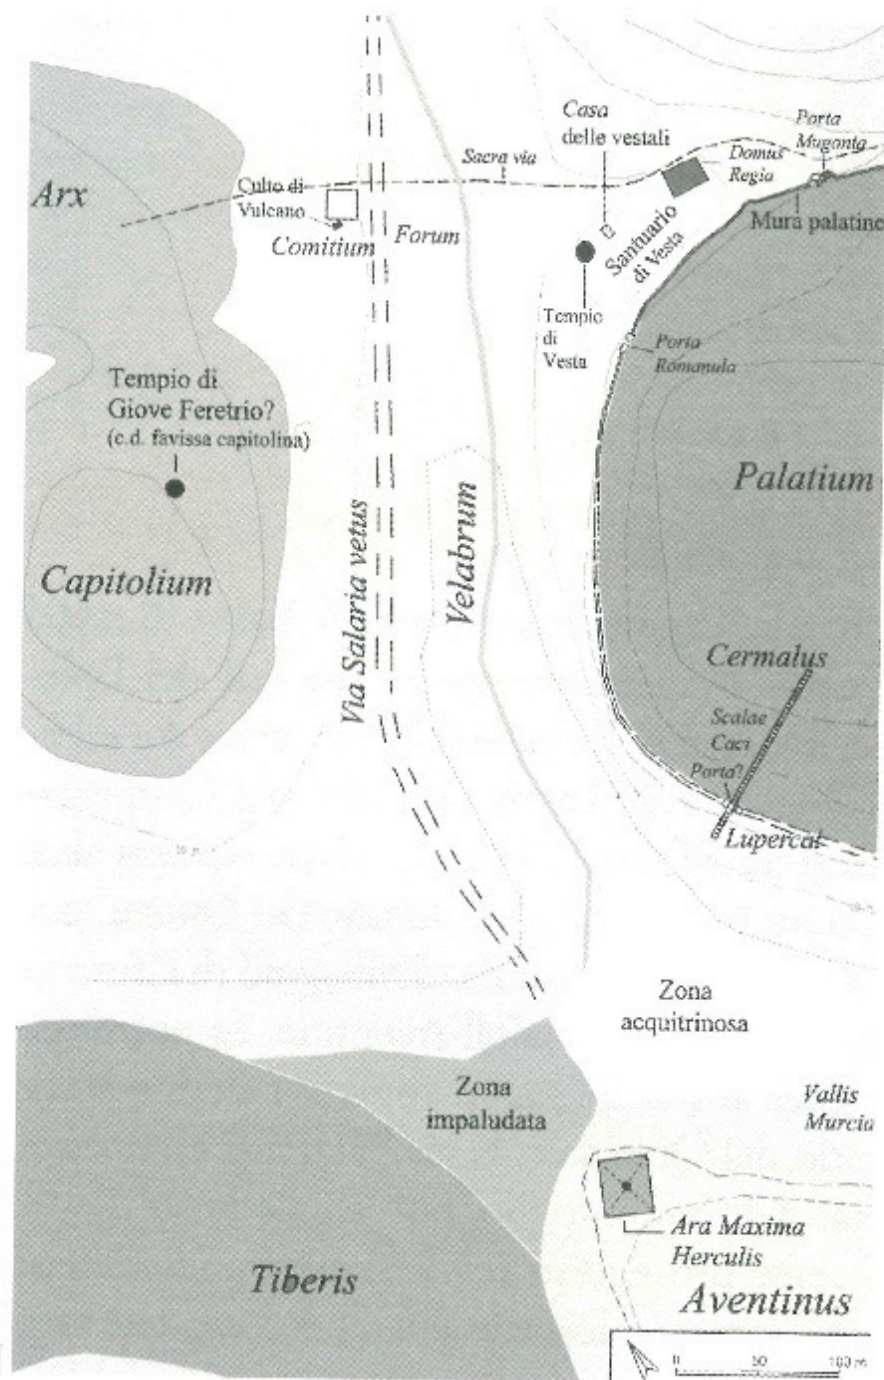 Casa
delle vestali
Porta
Mugonia
Sacra via
Domus
Regia
Arx
Culto di
Vulcano
Comitium
Forum
Santuario
di Vesta
Mura palatine
Tempio
di
Vesta
Porta
Romanula
Tempio di
Giove Feretrio?
(c.d. favissa capitolina)
Palatium
Capitolium
Via Salaria vetus
Velabrum
Cermalus
Scalae
Caci
Porta?
Lupercal
10 m.
Zona
acquitrinosa
Zona
impaludata
Vallis
Murcia
Ara Maxima
Herculis
Tiberis
Aventinus
0 50 100 m